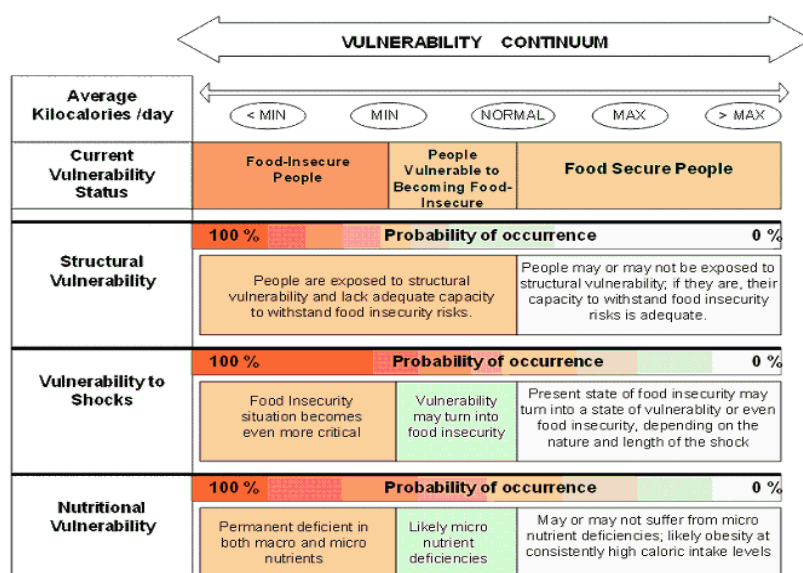 VULNERABILITY CONTINUUM
Average
Kilocalories /day
< MIN
MIN
NORMAL
MAX
> MAX
Current
Vulnerability
Status
Food-Insecure
People
People
Vulnerable to
Becoming Food-
Insecure
Food Secure People
Structural
Vulnerability
100 % Probability of occurrence 0 %
People are exposed to structural
vulnerability and lack adequate capacity
to withstand food insecurity risks.
People may or may not be exposed to
structural vulnerability; if they are, their
capacity to withstand food insecurity
risks is adequate.
Vulnerability to
Shocks
100 % Probability of occurrence 0 %
Food Insecurity
situation becomes
even more critical
Vulnerability
may turn into
food insecurity
Present state of food insecurity may
turn into a state of vulnerablity or even
food insecurity, depending on the
nature and length of the shock
Nutritional
Vulnerability
100 % Probability of occurrence 0 %
Permanent deficient in
both macro and micro
nutrients
Likely micro
nutrient
deficiencies
May or may not suffer from micro
nutrient deficiencies; likely obesity at
consistently high caloric intake levels